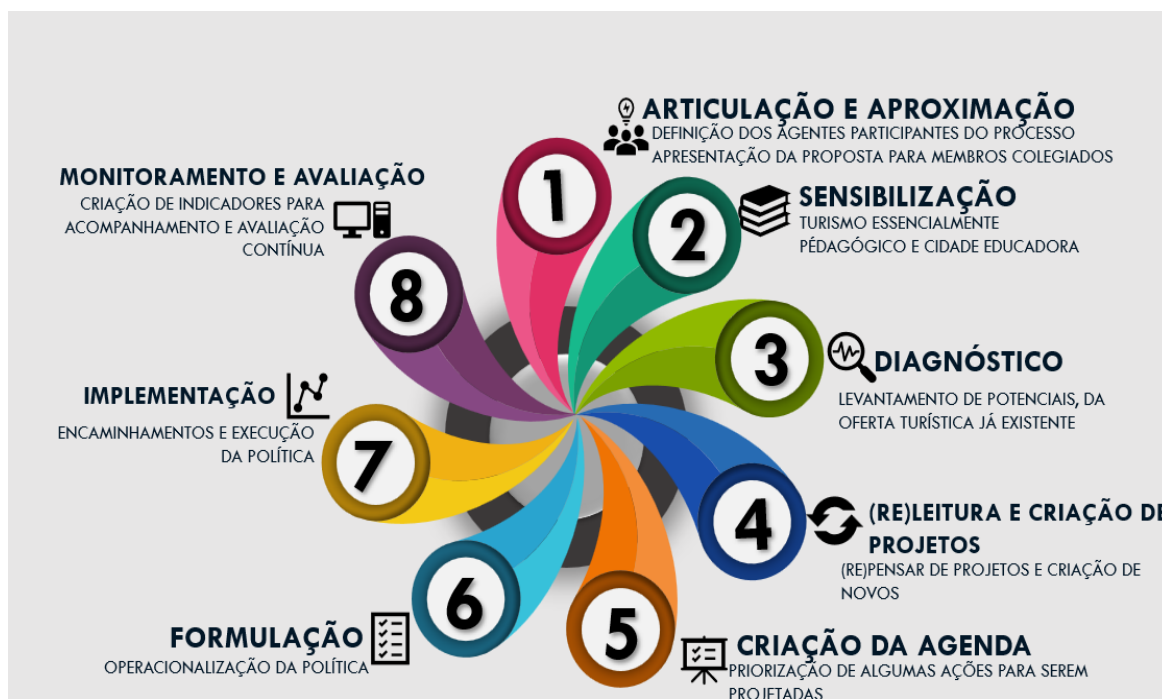 1
ARTICULAÇÃO E APROXIMAÇÃO
DEFINIÇÃO DOS AGENTES PARTICIPANTES DO PROCESSO
APRESENTAÇÃO DA PROPOSTA PARA MEMBROS COLEGIADOS
2
SENSIBILIZAÇÃO
TURISMO ESSENCIALMENTE
PÉDAGÓGICO E CIDADE EDUCADORA
3
DIAGNÓSTICO
LEVANTAMENTO DE POTENCIAIS, DA
OFERTA TURÍSTICA JÁ EXISTENTE
4
(RE)LEITURA E CRIAÇÃO DE
PROJETOS
(RE)PENSAR DE PROJETOS E CRIAÇÃO DE
NOVOS
5
CRIAÇÃO DA AGENDA
PRIORIZAÇÃO DE ALGUMAS AÇÕES PARA SEREM
PROJETADAS
6
FORMULAÇÃO
OPERACIONALIZAÇÃO DA POLÍTICA
7
IMPLEMENTAÇÃO
ENCAMINHAMENTOS E EXECUÇÃO
DA POLÍTICA
8
MONITORAMENTO E AVALIAÇÃO
CRIAÇÃO DE INDICADORES PARA
ACOMPANHAMENTO E AVALIAÇÃO
CONTÍNUA